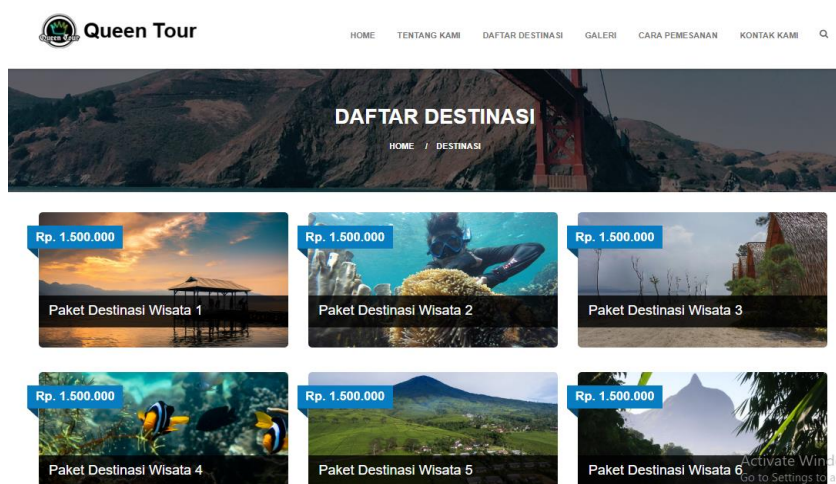 Queen Tour
Queen Tour
HOME TENTANG KAMI DAFTAR DESTINASI GALERI CARA PEMESANAN KONTAK KAMI
DAFTAR DESTINASI
HOME / DESTINASI
Rp. 1.500.000 Rp. 1.500.000 Rp. 1.500.000
Paket Destinasi Wisata 1 Paket Destinasi Wisata 2 Paket Destinasi Wisata 3
Rp. 1.500.000 Rp. 1.500.000 Rp. 1.500.000
Paket Destinasi Wisata 4 Paket Destinasi Wisata 5 Paket Destinasi Wisata 6
Activate Wind
Go to Settings to a